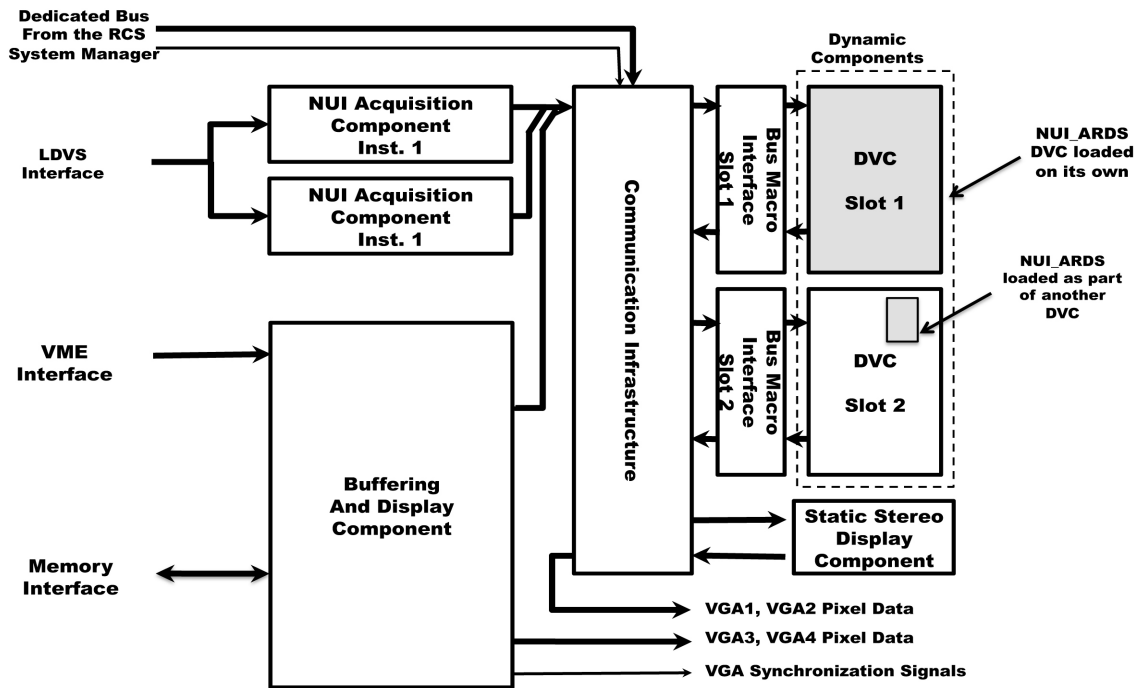 Dedicated Bus
From the RCS
System Manager
Dynamic
Components
NUI Acquisition
Component
Inst. 1
LDVS
Interface
NUI Acquisition
Component
Inst. 1
Communication Infrastructure
Bus Macro
Interface
Slot 1
DVC
Slot 1
NUI_ARDS
DVC loaded
on its own
NUI_ARDS
loaded as part
of another
DVC
VME
Interface
Bus Macro
Interface
Slot 2
DVC
Slot 2
Buffering
And Display
Component
Static Stereo
Display
Component
Memory
Interface
VGA1, VGA2 Pixel Data
VGA3, VGA4 Pixel Data
VGA Synchronization Signals